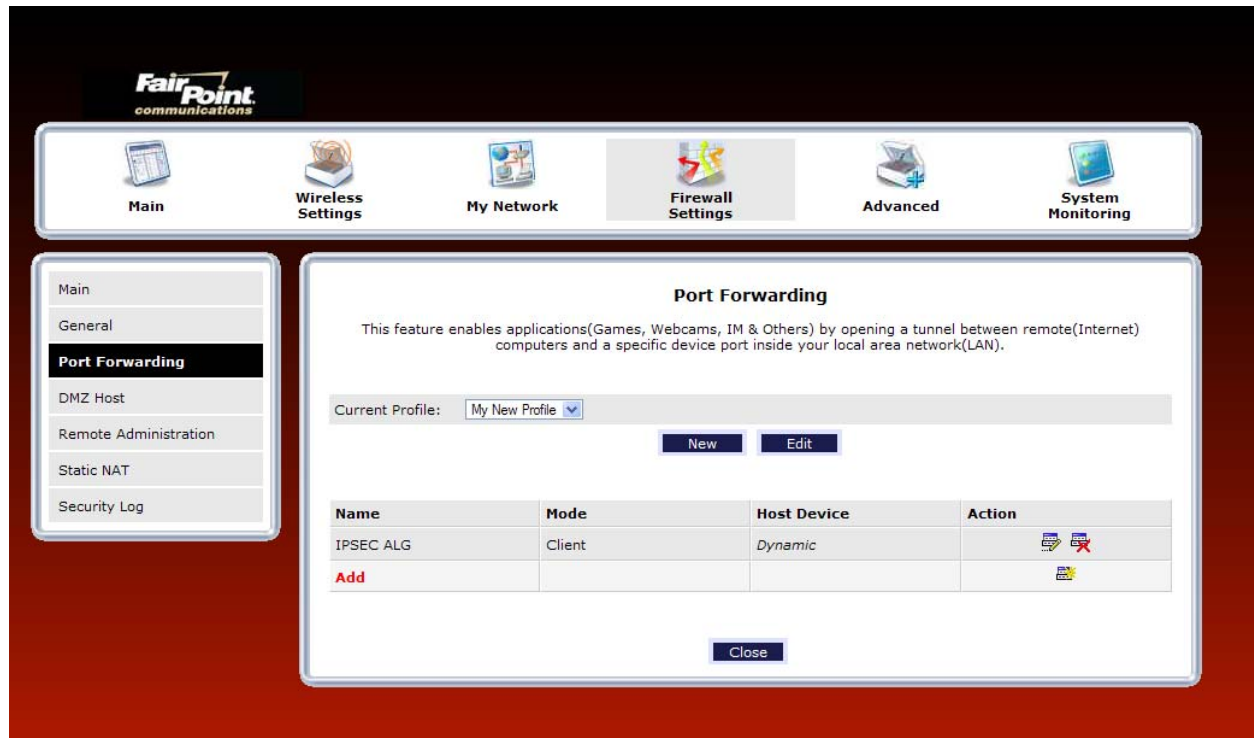 FairPoint.
communications
Main
Wireless
Settings
My Network
Firewall
Settings
Advanced
System
Monitoring
Main
General
Port Forwarding
DMZ Host
Remote Administration
Static NAT
Security Log
Port Forwarding
This feature enables applications(Games, Webcams, IM & Others) by opening a tunnel between remote(Internet)
computers and a specific device port inside your local area network(LAN).
Current Profile: My New Profile
New Edit
Name Mode Host Device Action
IPSEC ALG Client Dynamic
Add
Close